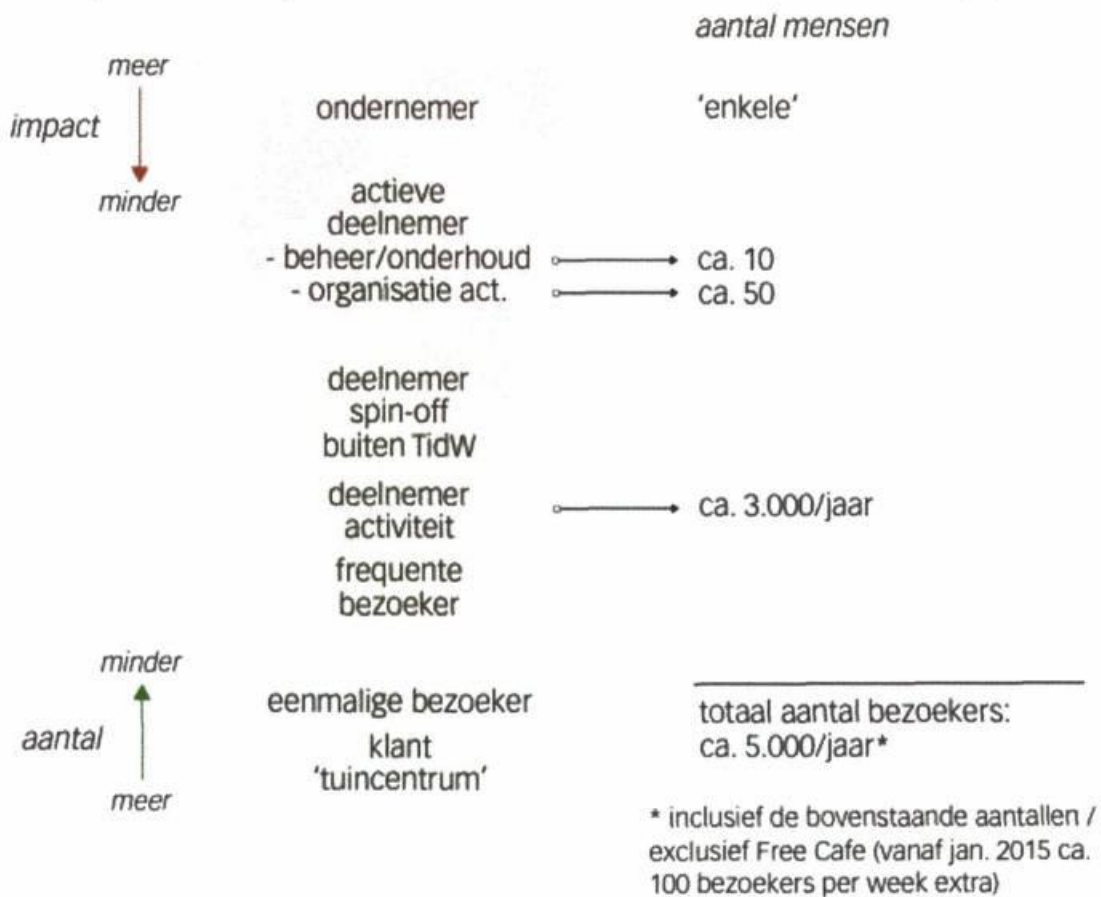 aantal mensen
meer
impact
minder
ondernemer
'enkele'
actieve
deelnemer
- beheer/onderhoud
ca. 10
- organisatie act.
ca. 50
deelnemer
spin-off
buiten TidW
deelnemer
activiteit
ca. 3.000/jaar
frequente
bezoeker
minder
aantal
meer
eenmalige bezoeker
klant
'tuincentrum'
totaal aantal bezoekers:
ca. 5.000/jaar*
* inclusief de bovenstaande aantallen /
exclusief Free Cafe (vanaf jan. 2015 ca.
100 bezoekers per week extra)